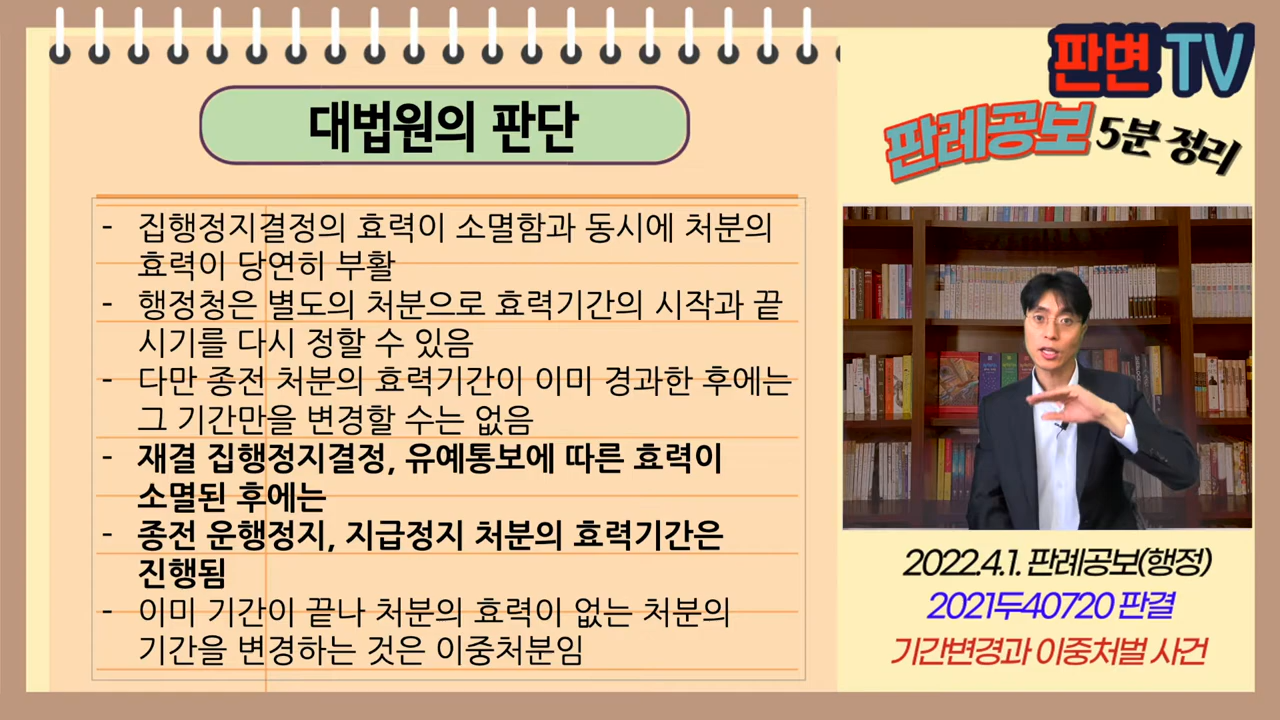 대법원의 판단
- 집행정지결정의 효력이 소멸함과 동시에 처분의
효력이 당연히 부활
- 행정청은 별도의 처분으로 효력기간의 시작과 끝
시기를 다시 정할 수 있음
- 다만 종전 처분의 효력기간이 이미 경과한 후에는
그 기간만을 변경할 수는 없음
- 재결 집행정지결정, 유예통보에 따른 효력이
소멸된 후에는
- 종전 운행정지, 지급정지 처분의 효력기간은
진행됨
- 이미 기간이 끝나 처분의 효력이 없는 처분의
기간을 변경하는 것은 이중처분임
판변 TV
판례공보 5분 정리
2022.4.1. 판례공보(행정)
2021두40720 판결
기간변경과 이중처벌 사건